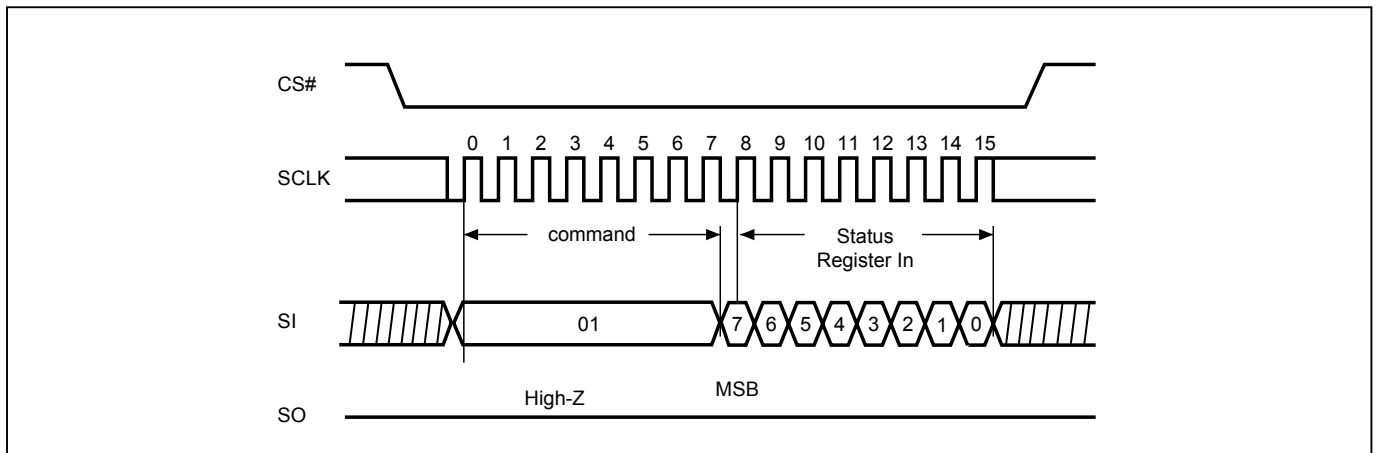 CS#
0 1 2 3 4 5 6 7 8 9 10 11 12 13 14 15
SCLK
command
Status
Register In
SI
01
7 6 5 4 3 2 1 0
High-Z
MSB
SO